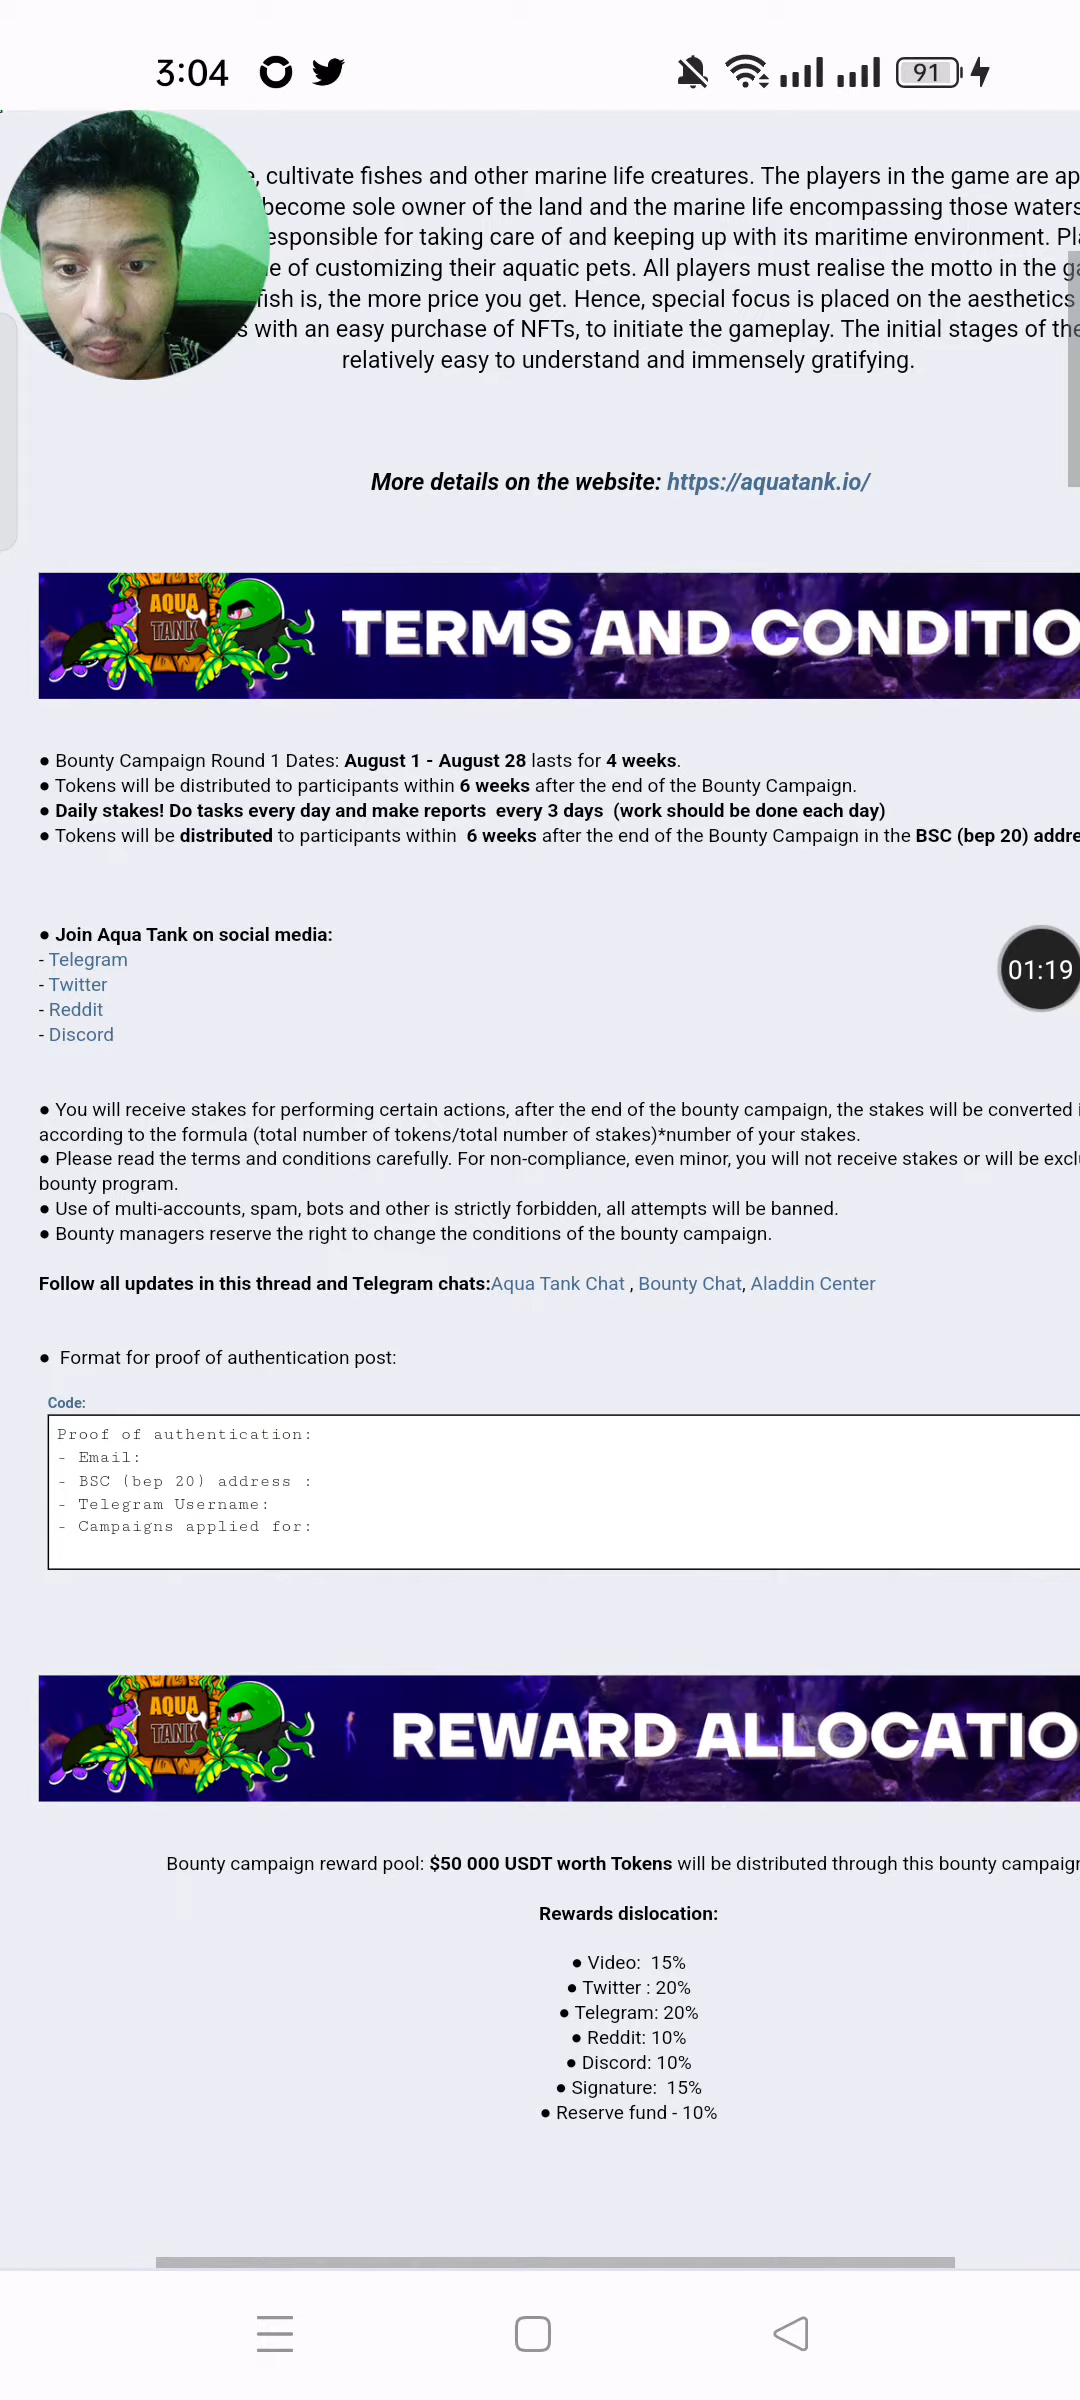 3:04
91
, cultivate fishes and other marine life creatures. The players in the game are
become sole owner of the land and the marine life encompassing those waters
esponsible for taking care of and keeping up with its maritime environment.
e of customizing their aquatic pets. All players must realise the motto in the
fish is, the more price you get. Hence, special focus is placed on the aesthetics
s with an easy purchase of NFTs, to initiate the gameplay. The initial stages of the
relatively easy to understand and immensely gratifying.
More details on the website: https://aquatank.io/
AQUA
TANK
TERMS AND CONDITIO
● Bounty Campaign Round 1 Dates: August 1 - August 28 lasts for 4 weeks.
● Tokens will be distributed to participants within 6 weeks after the end of the Bounty Campaign.
● Daily stakes! Do tasks every day and make reports  every 3 days  (work should be done each day)
● Tokens will be distributed to participants within  6 weeks after the end of the Bounty Campaign in the BSC (bep 20) addre
● Join Aqua Tank on social media:
- Telegram
- Twitter
- Reddit
- Discord
01:19
● You will receive stakes for performing certain actions, after the end of the bounty campaign, the stakes will be converted
according to the formula (total number of tokens/total number of stakes)*number of your stakes.
● Please read the terms and conditions carefully. For non-compliance, even minor, you will not receive stakes or will be excl
bounty program.
● Use of multi-accounts, spam, bots and other is strictly forbidden, all attempts will be banned.
● Bounty managers reserve the right to change the conditions of the bounty campaign.
Follow all updates in this thread and Telegram chats:Aqua Tank Chat , Bounty Chat, Aladdin Center
●  Format for proof of authentication post:
Code:
Proof of authentication:
- Email:
- BSC (bep 20) address :
- Telegram Username:
- Campaigns applied for:
AQUA
TANK
REWARD ALLOCATIO
Bounty campaign reward pool: $50 000 USDT worth Tokens will be distributed through this bounty campaign
Rewards dislocation:
● Video:  15%
● Twitter : 20%
● Telegram: 20%
● Reddit: 10%
● Discord: 10%
● Signature:  15%
● Reserve fund - 10%